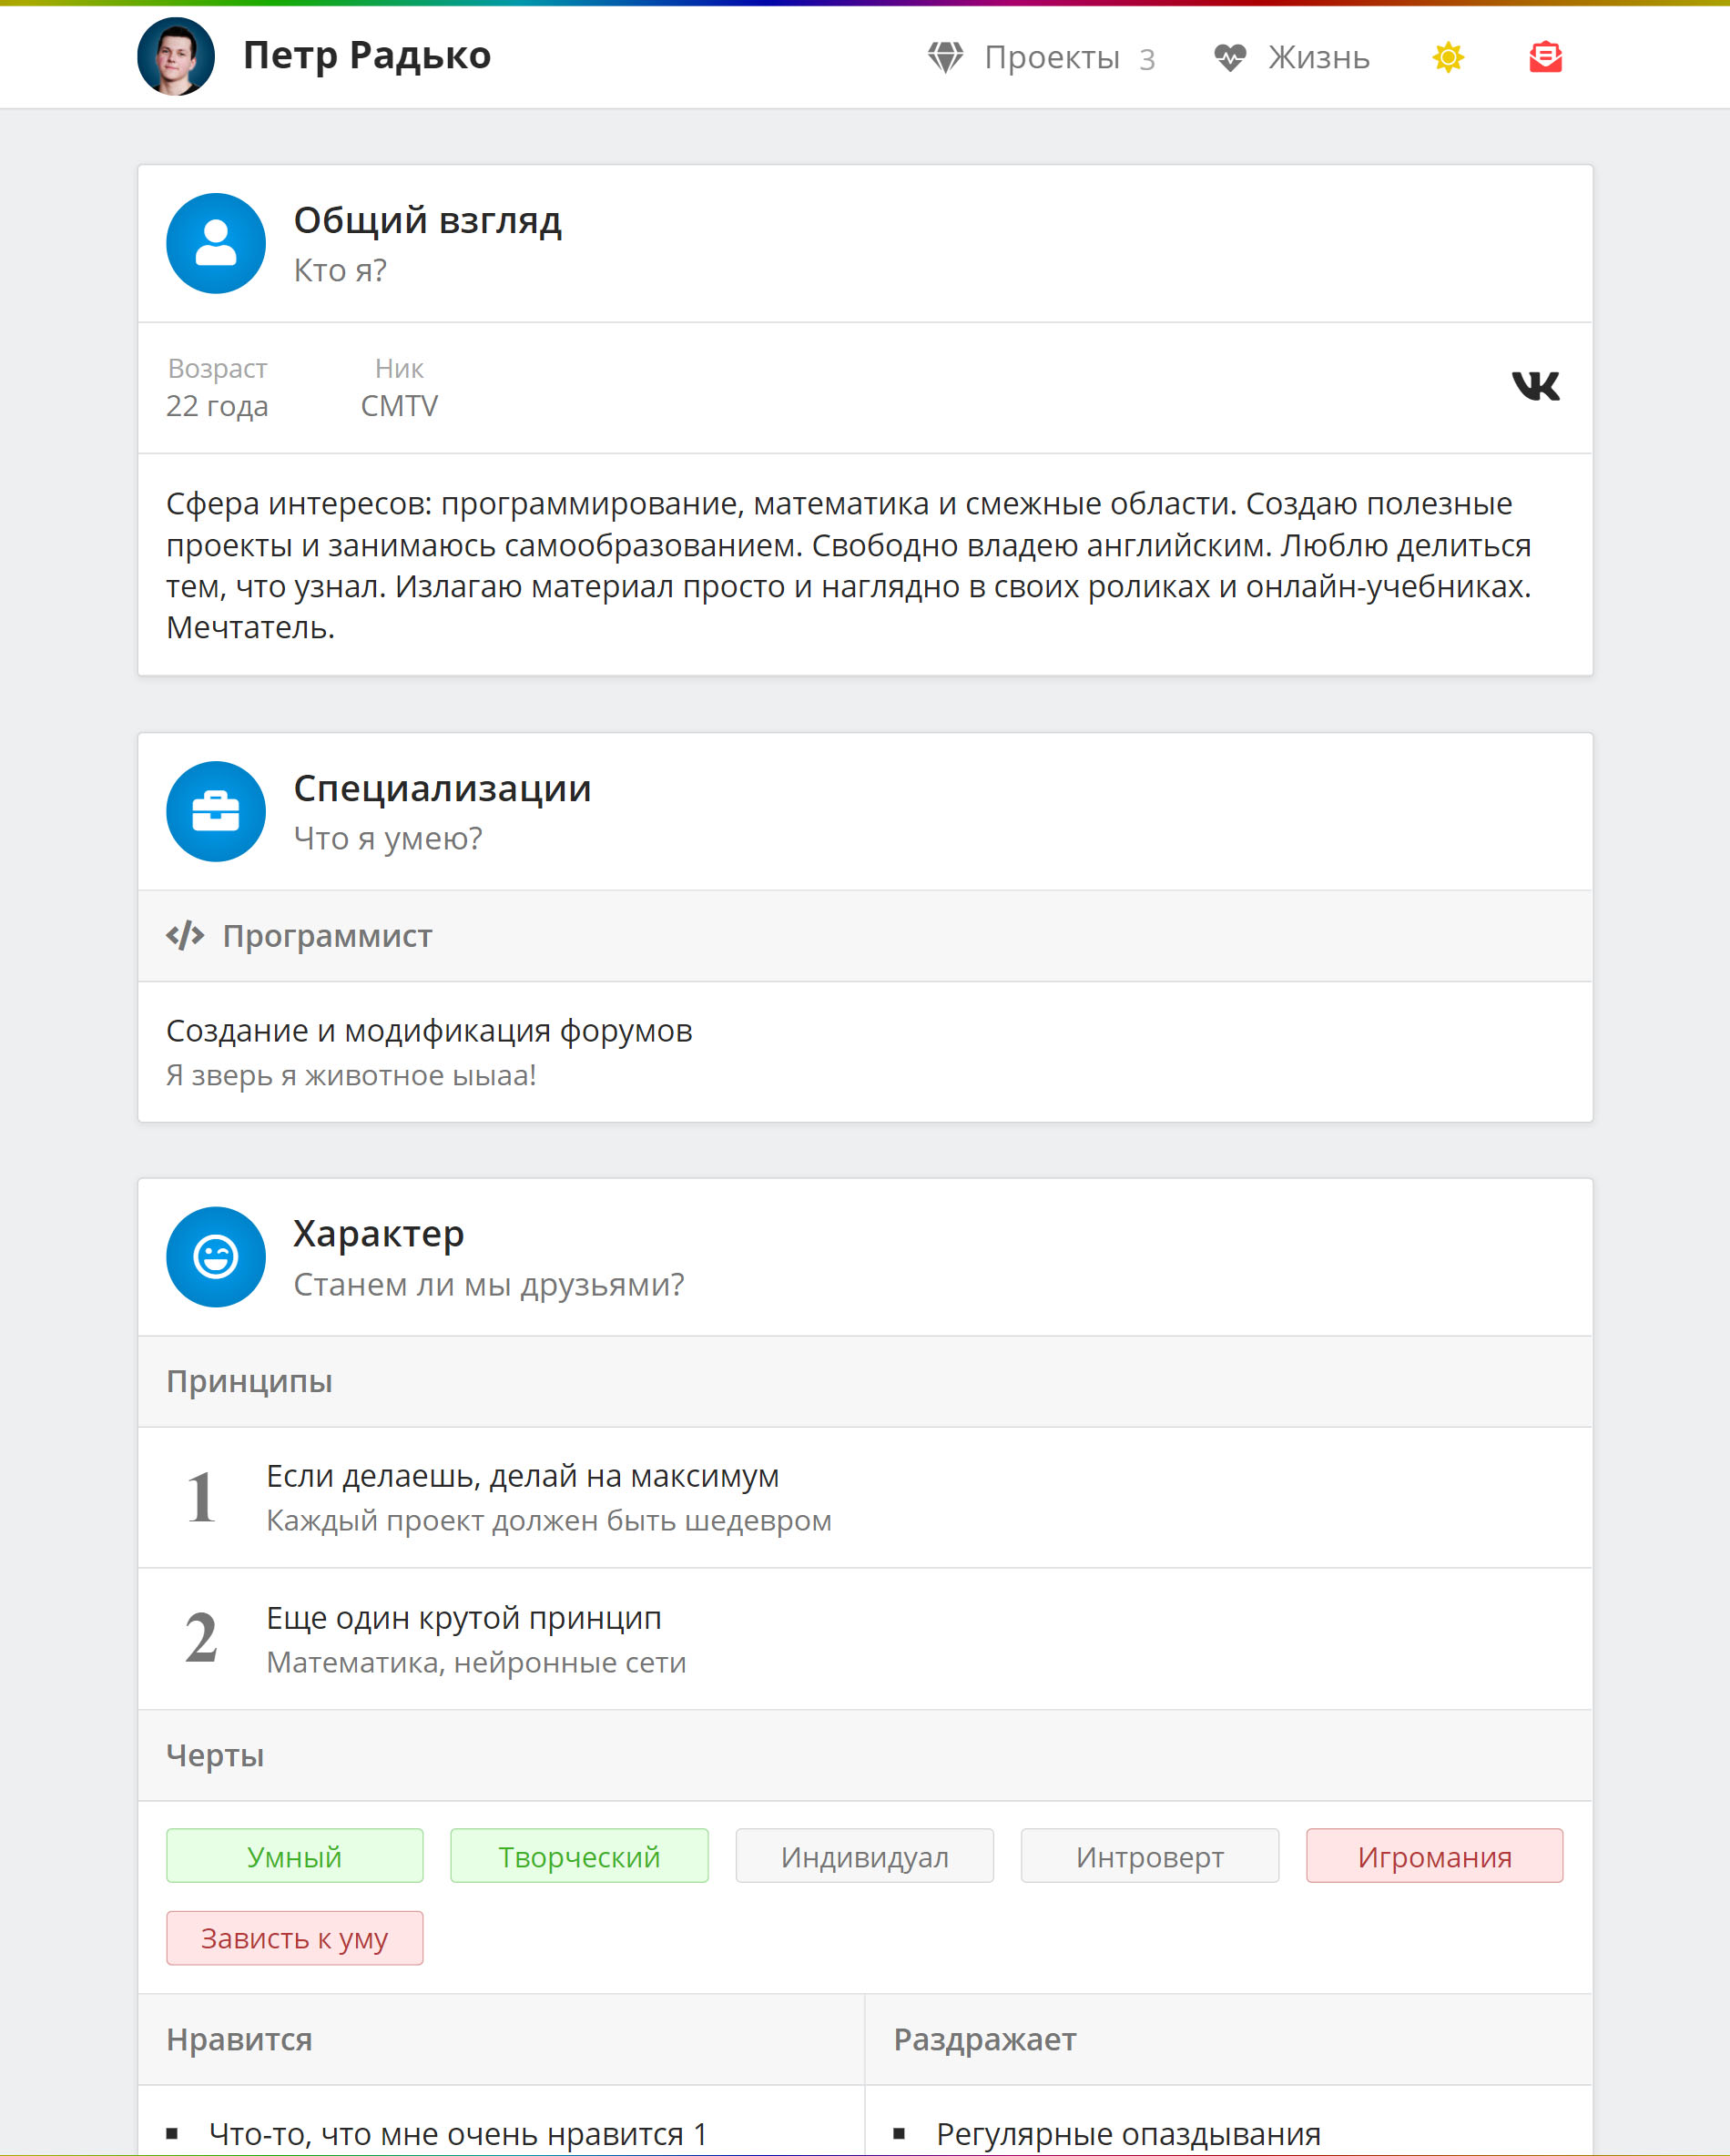 Петр Радько
Проекты 3
Жизнь
Общий взгляд
Кто я?
Возраст
22 года
Ник
CMTV
Сфера интересов: программирование, математика и смежные области. Создаю полезные
проекты и занимаюсь самообразованием. Свободно владею английским. Люблю делиться
тем, что узнал. Излагаю материал просто и наглядно в своих роликах и онлайн-учебниках.
Мечтатель.
Специализации
Что я умею?
Программист
Создание и модификация форумов
Я зверь я животное ыыаа!
Характер
Станем ли мы друзьями?
Принципы
1
Если делаешь, делай на максимум
Каждый проект должен быть шедевром
2
Еще один крутой принцип
Математика, нейронные сети
Черты
Умный
Творческий
Индивидуал
Интроверт
Игромания
Зависть к уму
Нравится
Раздражает
Что-то, что мне очень нравится 1
Регулярные опаздывания